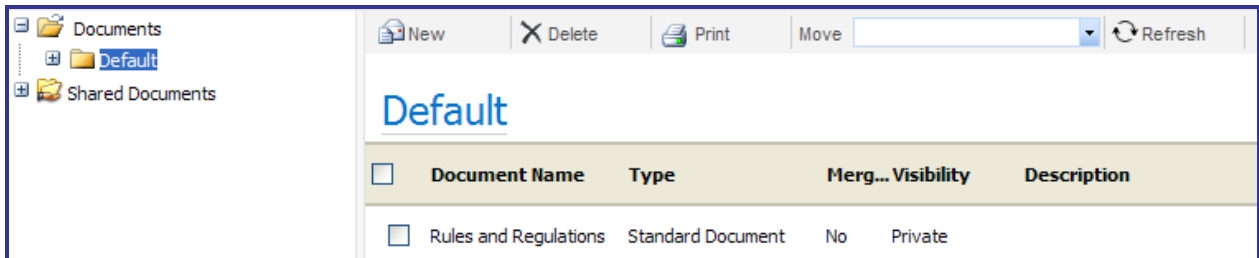 Documents
Default
Shared Documents
New Delete Print Move Refresh
Default
Document Name Type Merg... Visibility Description
Rules and Regulations Standard Document No Private